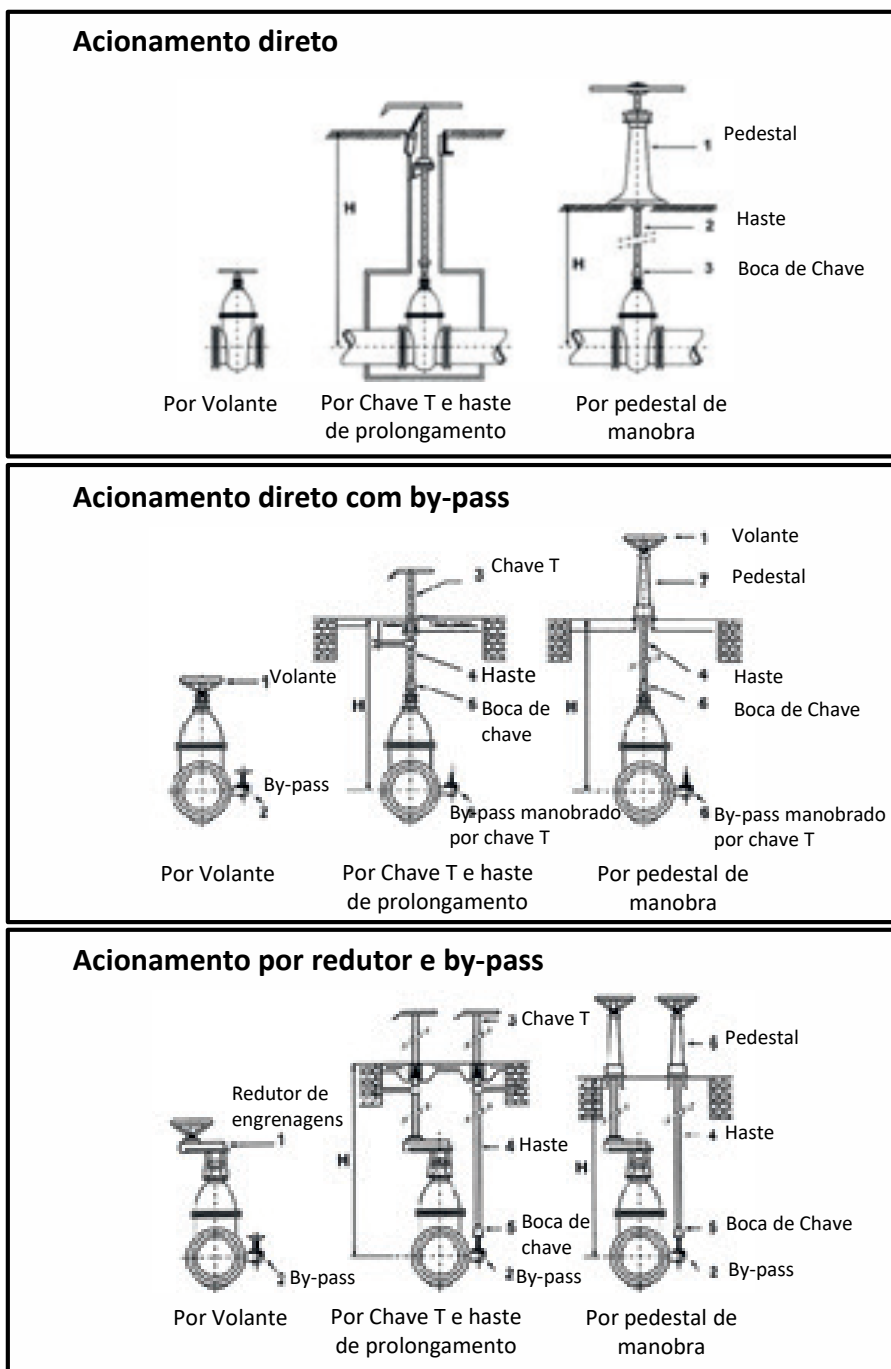 Acionamento direto
1 Pedestal
H
L
2 Haste
H
3 Boca de Chave
Por Volante
Por Chave T e haste
de prolongamento
Por pedestal de
manobra
Acionamento direto com by-pass
1 Volante
3 Chave T
7 Pedestal
1 Volante
4 Haste
4 Haste
H
5 Boca de
chave
H
6 Boca de Chave
By-pass
2
By-pass manobrado
por chave T
6 By-pass manobrado
por chave T
Por Volante
Por Chave T e haste
de prolongamento
Por pedestal de
manobra
Acionamento por redutor e by-pass
3 Chave T
5 Pedestal
Redutor de
engrenagens
1
H
4 Haste
4 Haste
H
5 Boca de
chave
5 Boca de Chave
2 By-pass
2 By-pass
2 By-pass
Por Volante
Por Chave T e haste
de prolongamento
Por pedestal de
manobra